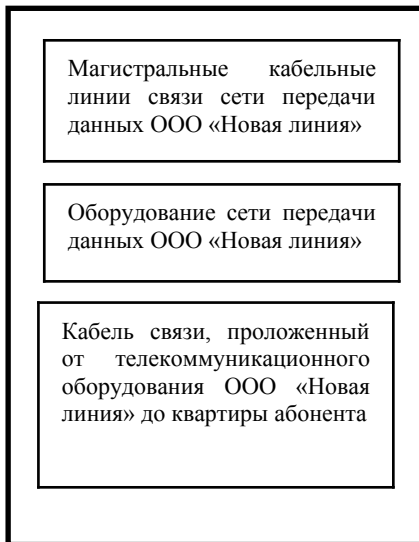 Магистральные кабельные
линии связи сети передачи
данных ООО «Новая линия»
Оборудование сети передачи
данных ООО «Новая линия»
Кабель связи, проложенный
от телекоммуникационного
оборудования ООО «Новая
линия» до квартиры абонента